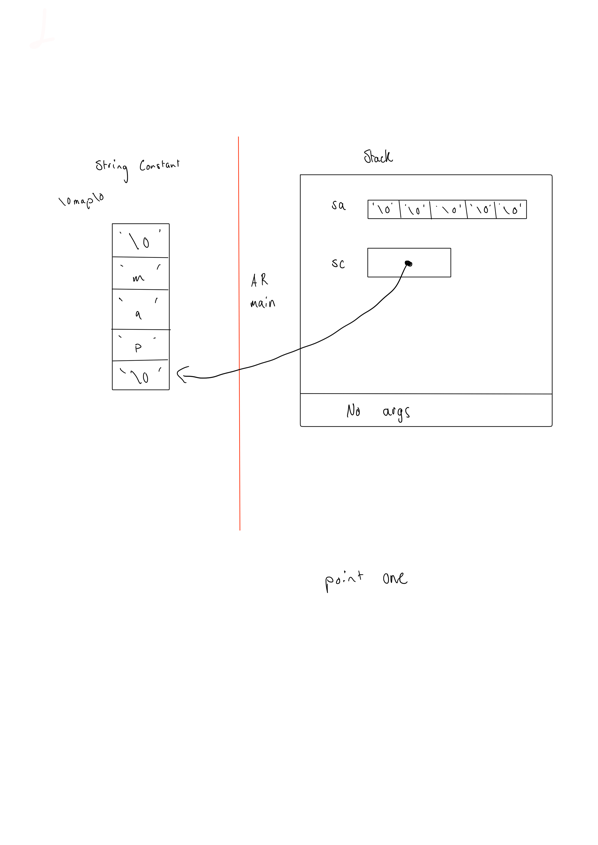 String Constant
\0map\0
'\0'
'm'
'a'
'p'
'\0'
AR
main
Stack
sa '\0' '\0' '\0' '\0' '\0'
sc
No args
point one